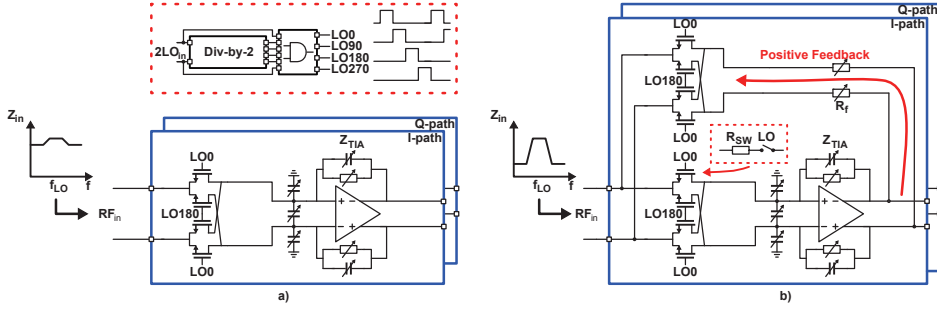 2LOin
Div-by-2
LO0
LO90
LO180
LO270
Zin
fLO
f
RFin
Q-path
I-path
LO0
LO180
LO0
ZTIA
+ −
− +
a)
Zin
fLO
f
RFin
Q-path
I-path
LO0
LO180
LO0
Positive Feedback
Rf
RSW LO
LO0
LO180
LO0
ZTIA
+ −
− +
b)